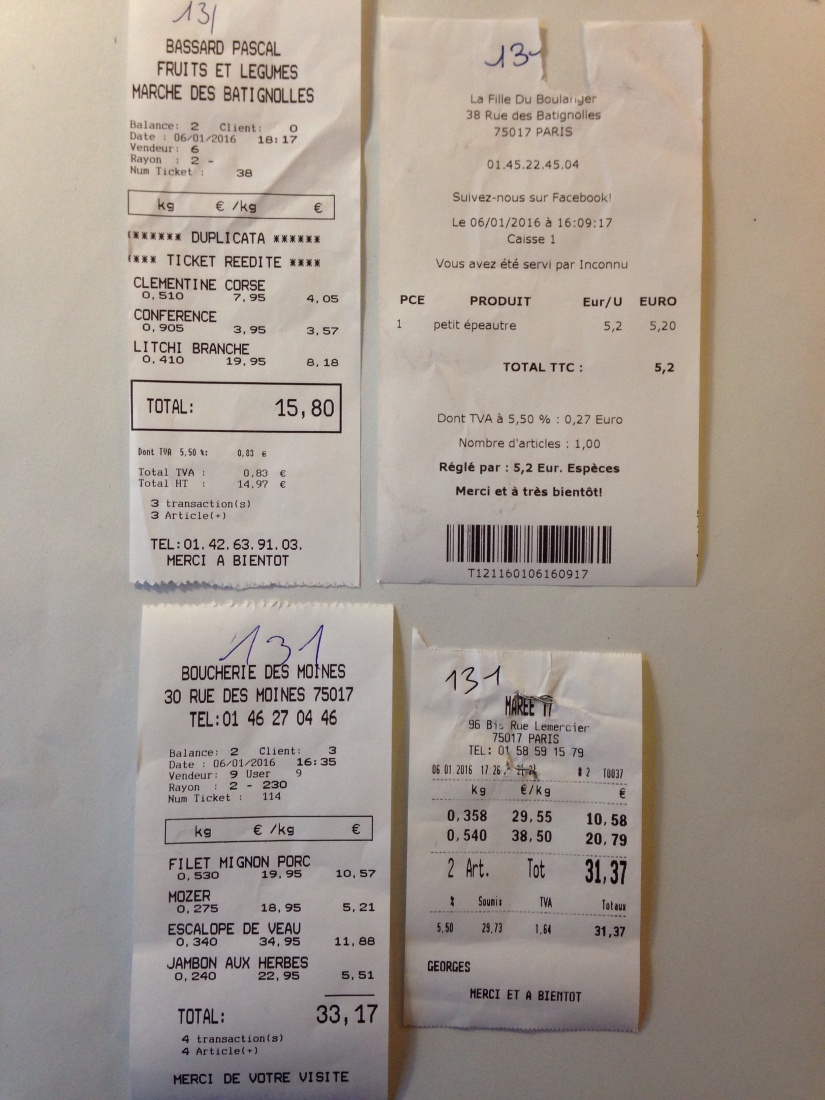 131
BASSARD PASCAL
FRUITS ET LEGUMES
MARCHE DES BATIGNOLLES
Balance: 2 Client: 0
Date : 06/01/2016 18:17
Vendeur: 6
Rayon : 2 -
Num Ticket : 38
kg € /kg €
(****** DUPLICATA ******
(*** TICKET REEDITE ****
CLEMENTINE CORSE
0,510 7,95 4,05
CONFERENCE
0,905 3,95 3,57
LITCHI BRANCHE
0,410 19,95 8,18
TOTAL: 15,80
Dont TVA 5,50 %: 0,83 €
Total TVA : 0,83 €
Total HT : 14,97 €
3 transaction(s)
3 Article(+)
TEL:01.42.63.91.03.
MERCI A BIENTOT
La Fille Du Boulanger
38 Rue des Batignolles
75017 PARIS
01.45.22.45.04
Suivez-nous sur Facebook!
Le 06/01/2016 à 16:09:17
Caisse 1
Vous avez été servi par Inconnu
PCE PRODUIT Eur/U EURO
1 petit épeautre 5,2 5,20
TOTAL TTC : 5,2
Dont TVA à 5,50 % : 0,27 Euro
Nombre d'articles : 1,00
Réglé par : 5,2 Eur. Espèces
Merci et à très bientôt!
T121160106160917
131
BOUCHERIE DES MOINES
30 RUE DES MOINES 75017
TEL:01 46 27 04 46
Balance: 2 Client: 3
Date : 06/01/2016 16:35
Vendeur: 9 User 9
Rayon : 2 - 230
Num Ticket : 114
kg € /kg €
FILET MIGNON PORC
0,530 19,95 10,57
MOZER
0,275 18,95 5,21
ESCALOPE DE VEAU
0,340 34,95 11,88
JAMBON AUX HERBES
0,240 22,95 5,51
TOTAL: 33,17
4 transaction(s)
4 Article(+)
MERCI DE VOTRE VISITE
131
MAREE 17
96 Bis Rue Lemercier
75017 PARIS
TEL: 01 58 59 15 79
06 01 2016 17 26 #2 T0037
kg €/kg €
0,358 29,55 10,58
0,540 38,50 20,79
2 Art. Tot 31,37
% Soumis TVA Totaux
5,50 29,73 1,64 31,37
GEORGES
MERCI ET A BIENTOT